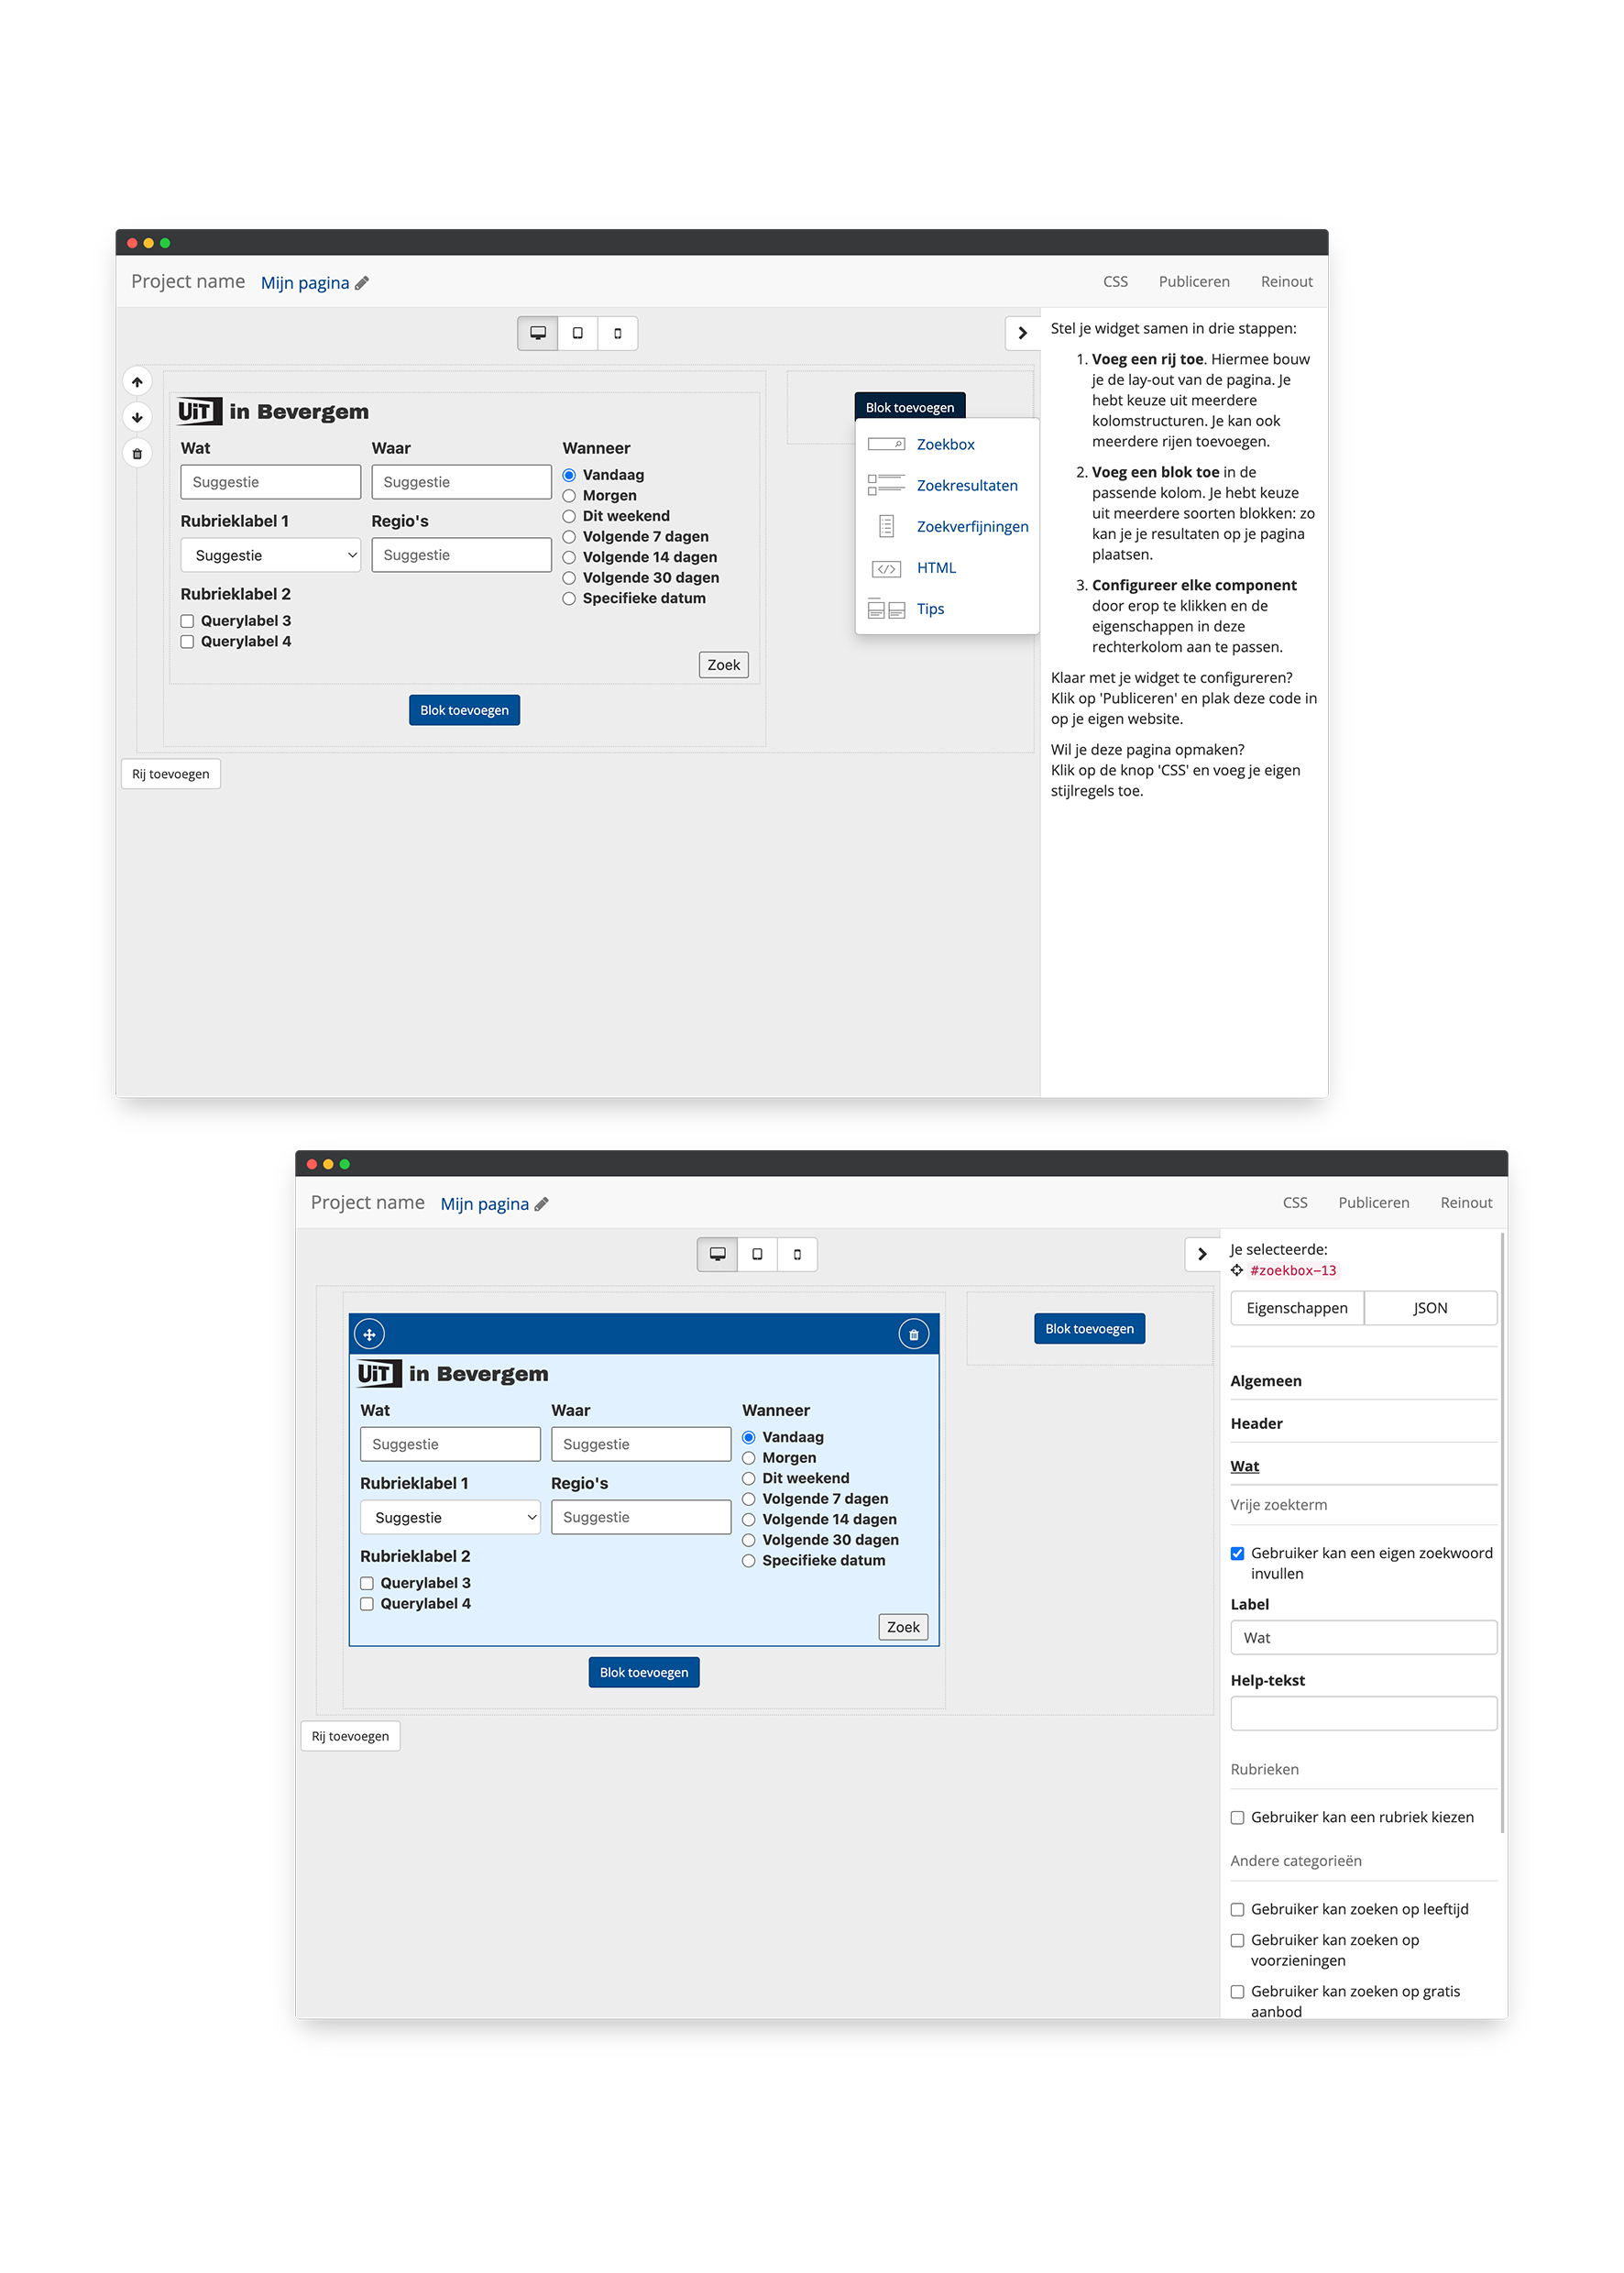 Project name Mijn pagina CSS Publiceren Reinout
UiT in Bevergem
Wat
Suggestie
Rubrieklabel 1
Suggestie
Rubrieklabel 2
Querylabel 3
Querylabel 4
Waar
Suggestie
Regio's
Suggestie
Wanneer
Vandaag
Morgen
Dit weekend
Volgende 7 dagen
Volgende 14 dagen
Volgende 30 dagen
Specifieke datum
Zoek
Blok toevoegen
Rij toevoegen
Blok toevoegen
Zoekbox
Zoekresultaten
Zoekverfijningen
HTML
Tips
Stel je widget samen in drie stappen:
1. Voeg een rij toe. Hiermee bouw
je de lay-out van de pagina. Je
hebt keuze uit meerdere
kolomstructuren. Je kan ook
meerdere rijen toevoegen.
2. Voeg een blok toe in de
passende kolom. Je hebt keuze
uit meerdere soorten blokken: zo
kan je je resultaten op je pagina
plaatsen.
3. Configureer elke component
door erop te klikken en de
eigenschappen in deze
rechterkolom aan te passen.
Klaar met je widget te configureren?
Klik op 'Publiceren' en plak deze code in
op je eigen website.
Wil je deze pagina opmaken?
Klik op de knop 'CSS' en voeg je eigen
stijlregels toe.
Project name Mijn pagina CSS Publiceren Reinout
UiT in Bevergem
Wat
Suggestie
Rubrieklabel 1
Suggestie
Rubrieklabel 2
Querylabel 3
Querylabel 4
Waar
Suggestie
Regio's
Suggestie
Wanneer
Vandaag
Morgen
Dit weekend
Volgende 7 dagen
Volgende 14 dagen
Volgende 30 dagen
Specifieke datum
Zoek
Blok toevoegen
Rij toevoegen
Blok toevoegen
Je selecteerde:
#zoekbox-13
Eigenschappen JSON
Algemeen
Header
Wat
Vrije zoekterm
Gebruiker kan een eigen zoekwoord
invullen
Label
Wat
Help-tekst
Rubrieken
Gebruiker kan een rubriek kiezen
Andere categorieën
Gebruiker kan zoeken op leeftijd
Gebruiker kan zoeken op
voorzieningen
Gebruiker kan zoeken op gratis
aanbod